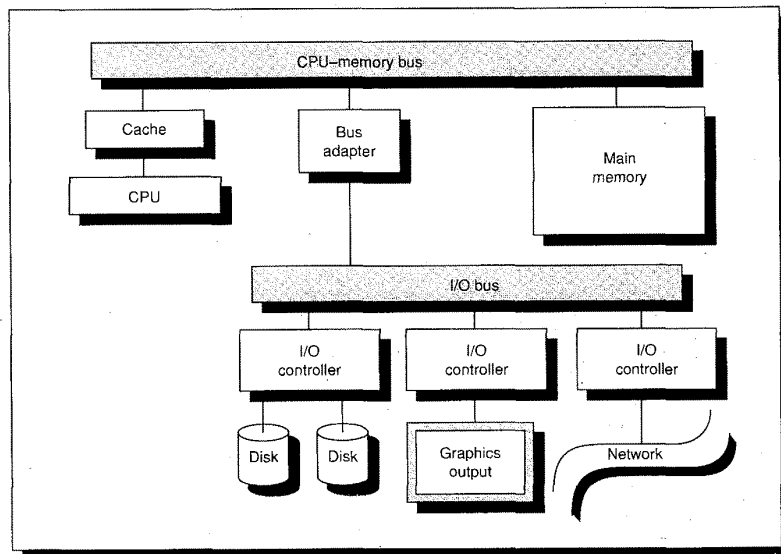 CPU–memory bus
Cache
Bus
adapter
Main
memory
CPU
I/O bus
I/O
controller
I/O
controller
I/O
controller
Disk
Disk
Graphics
output
Network